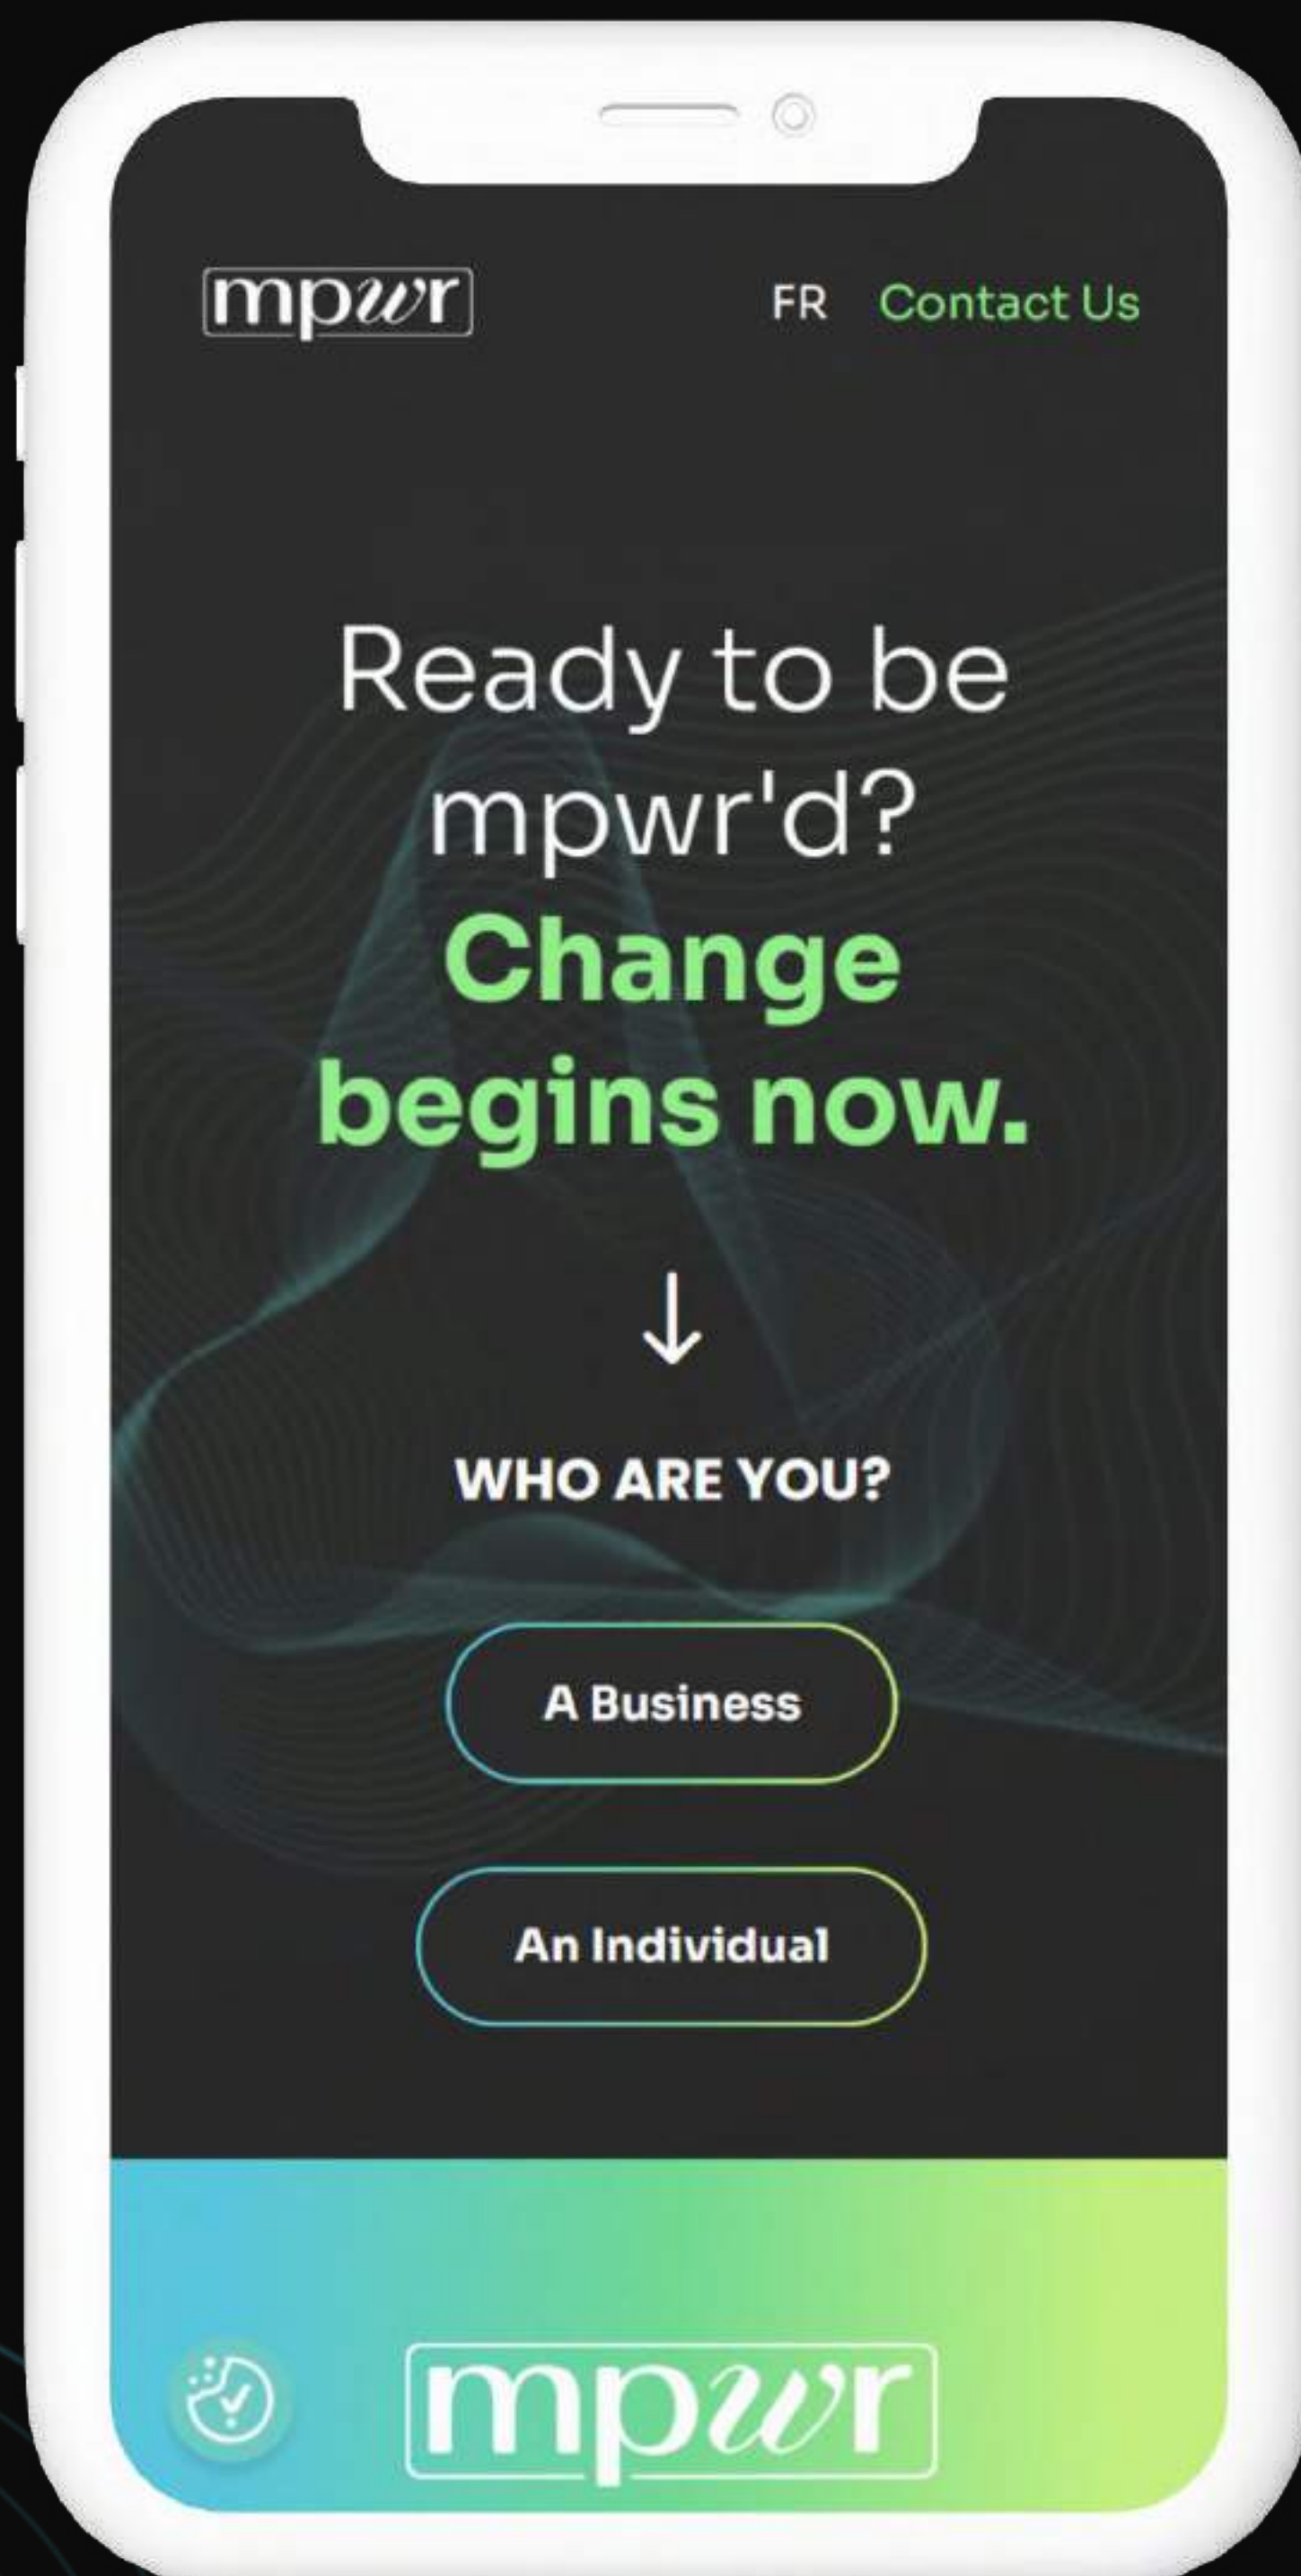 mpwr
FR Contact Us
Ready to be
mpwr'd?
Change
begins now.
WHO ARE YOU?
A Business
An Individual
mpwr